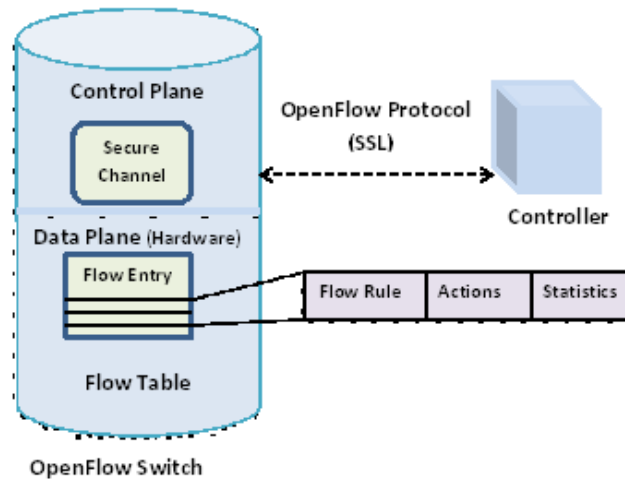 Control Plane
Secure
Channel
OpenFlow Protocol
(SSL)
Controller
Data Plane (Hardware)
Flow Entry
Flow Rule
Actions
Statistics
Flow Table
OpenFlow Switch